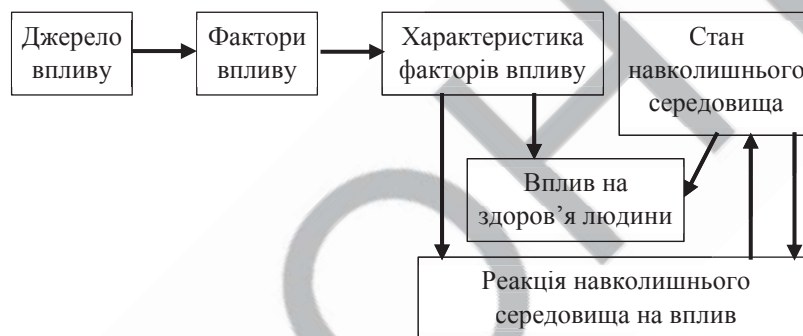 Джерело
впливу
Фактори
впливу
Характеристика
факторів впливу
Стан
навколишнього
середовища
Вплив на
здоров’я людини
Реакція навколишнього
середовища на вплив